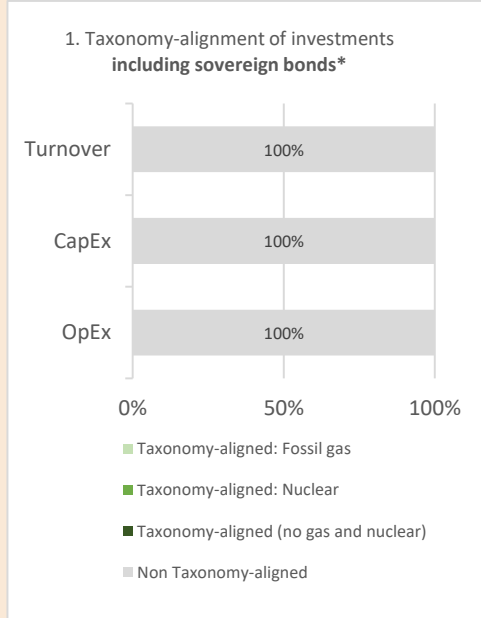 1. Taxonomy-alignment of investments
including sovereign bonds*
Turnover
100%
CapEx
100%
OpEx
100%
0%
50%
100%
Taxonomy-aligned: Fossil gas
Taxonomy-aligned: Nuclear
Taxonomy-aligned (no gas and nuclear)
Non Taxonomy-aligned